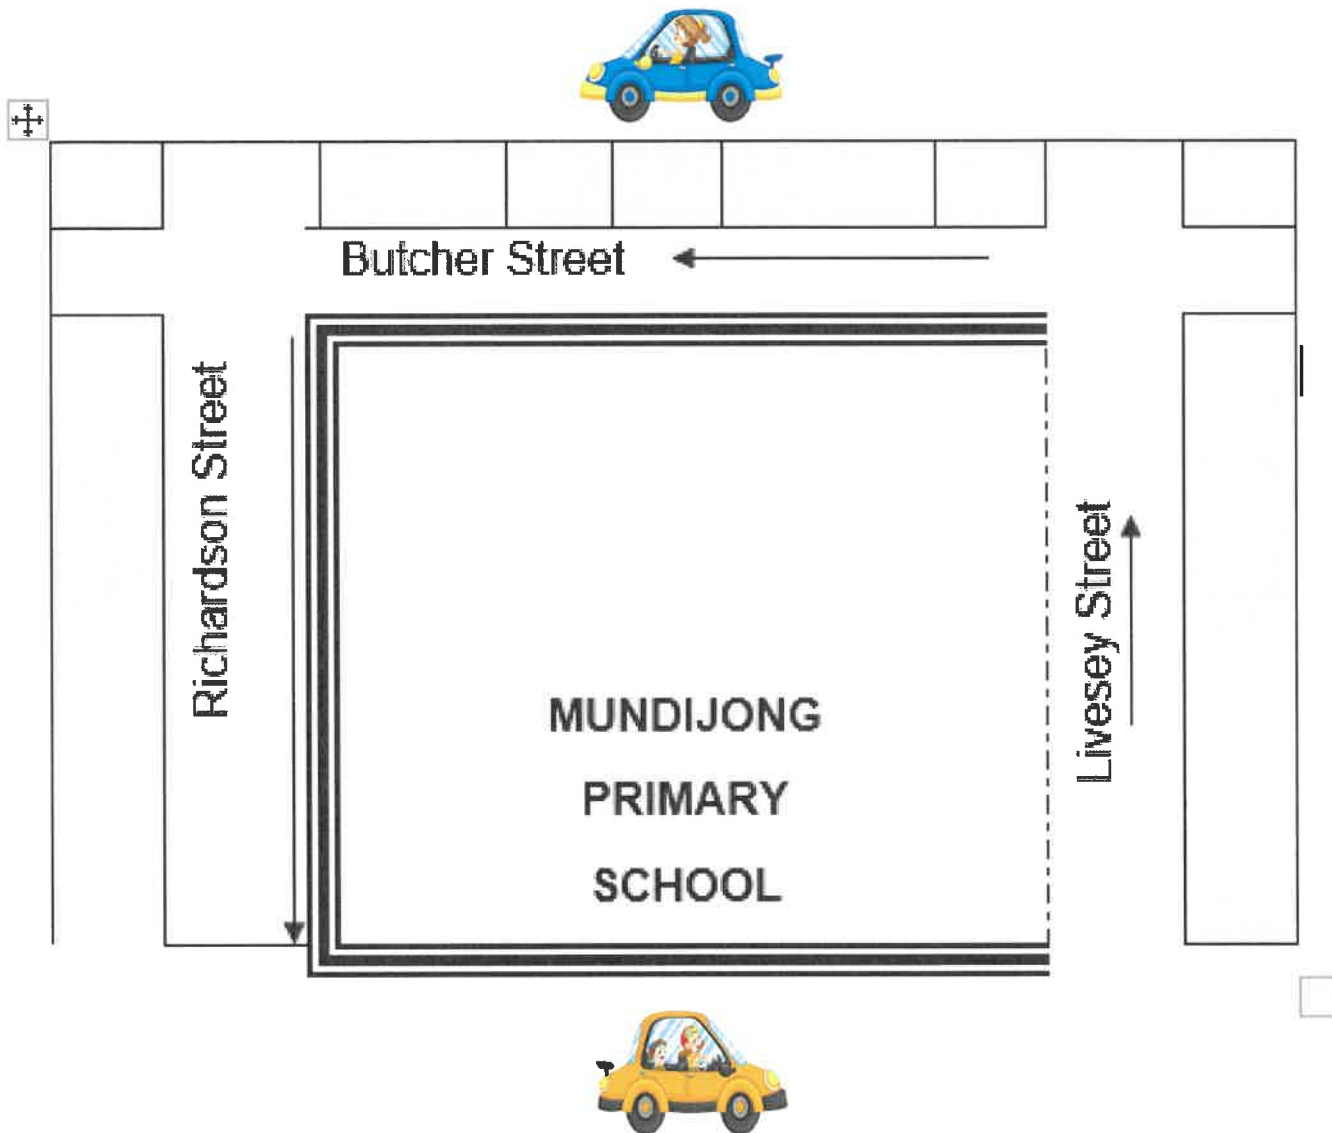 Butcher Street
Richardson Street
Livesey Street
MUNDIJONG
PRIMARY
SCHOOL